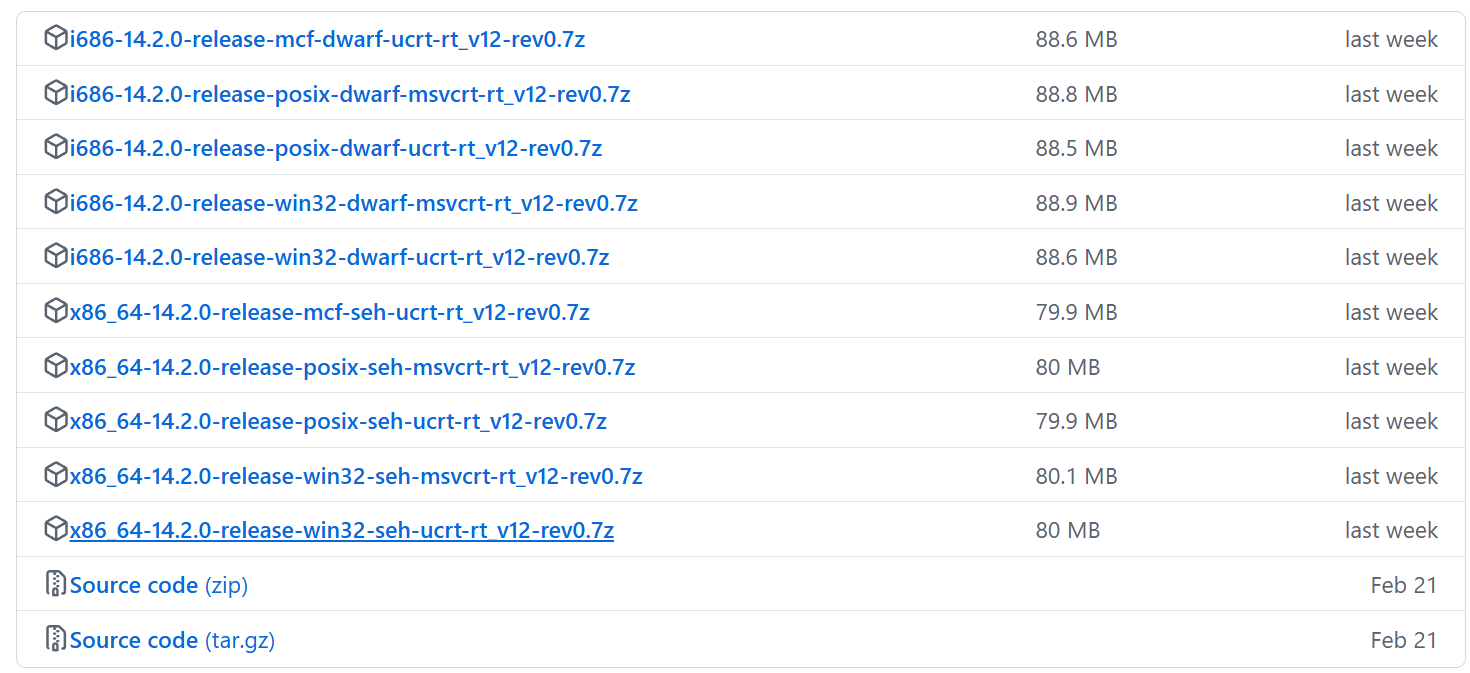 i686-14.2.0-release-mcf-dwarf-ucrt-rt_v12-rev0.7z 88.6 MB last week
i686-14.2.0-release-posix-dwarf-msvcrt-rt_v12-rev0.7z 88.8 MB last week
i686-14.2.0-release-posix-dwarf-ucrt-rt_v12-rev0.7z 88.5 MB last week
i686-14.2.0-release-win32-dwarf-msvcrt-rt_v12-rev0.7z 88.9 MB last week
i686-14.2.0-release-win32-dwarf-ucrt-rt_v12-rev0.7z 88.6 MB last week
x86_64-14.2.0-release-mcf-seh-ucrt-rt_v12-rev0.7z 79.9 MB last week
x86_64-14.2.0-release-posix-seh-msvcrt-rt_v12-rev0.7z 80 MB last week
x86_64-14.2.0-release-posix-seh-ucrt-rt_v12-rev0.7z 79.9 MB last week
x86_64-14.2.0-release-win32-seh-msvcrt-rt_v12-rev0.7z 80.1 MB last week
x86_64-14.2.0-release-win32-seh-ucrt-rt_v12-rev0.7z 80 MB last week
Source code (zip) Feb 21
Source code (tar.gz) Feb 21